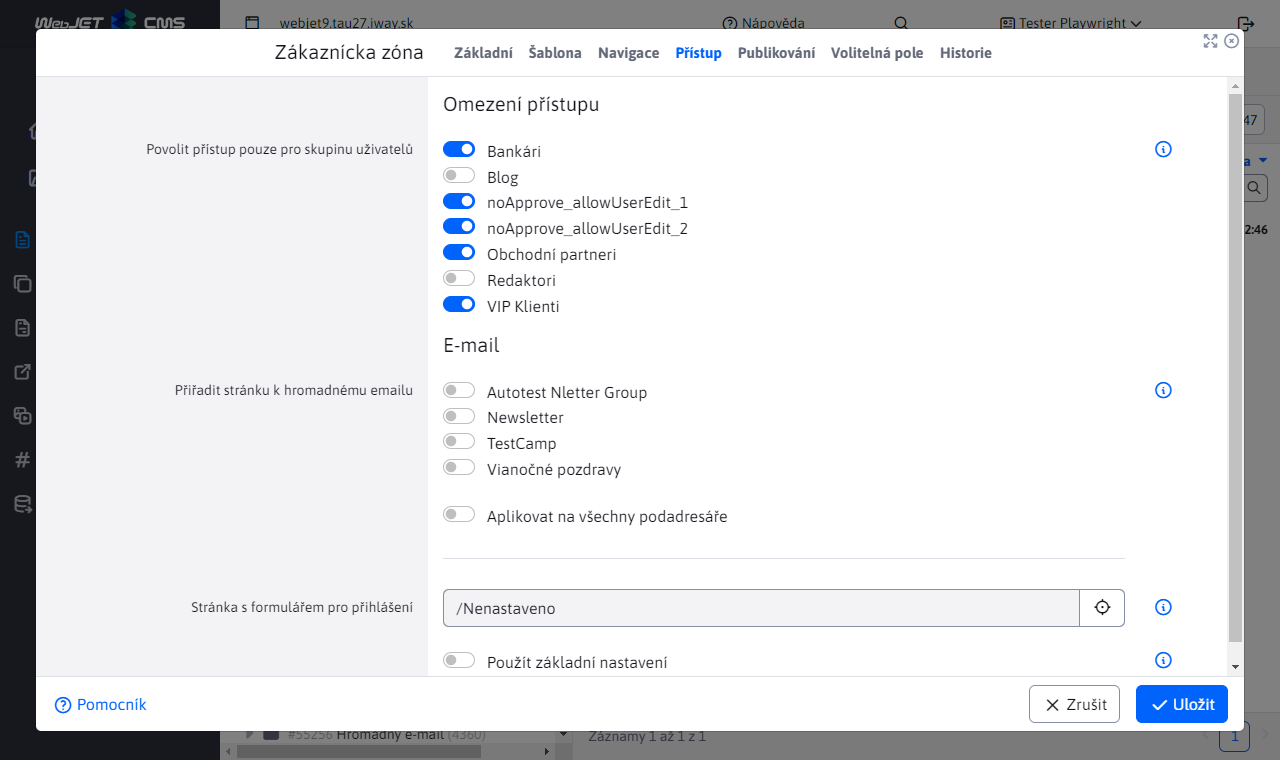 WebJET CMS
webjet9.tau27.iway.sk
Nápověda
Tester Playwright
Zákaznícka zóna
Základní
Šablona
Navigace
Přístup
Publikování
Volitelná pole
Historie
Omezení přístupu
Povolit přístup pouze pro skupinu uživatelů
Bankári
Blog
noApprove_allowUserEdit_1
noApprove_allowUserEdit_2
Obchodní partneri
Redaktori
VIP Klienti
E-mail
Přiřadit stránku k hromadnému emailu
Autotest Nletter Group
Newsletter
TestCamp
Vianočné pozdravy
Aplikovat na všechny podadresáře
Stránka s formulářem pro přihlášení
/Nenastaveno
Použít základní nastavení
Pomocník
Zrušit
Uložit
47
a
2:46
#55256 Hromadný e-mail (4360)
Záznamy 1 až 1 z 1
1